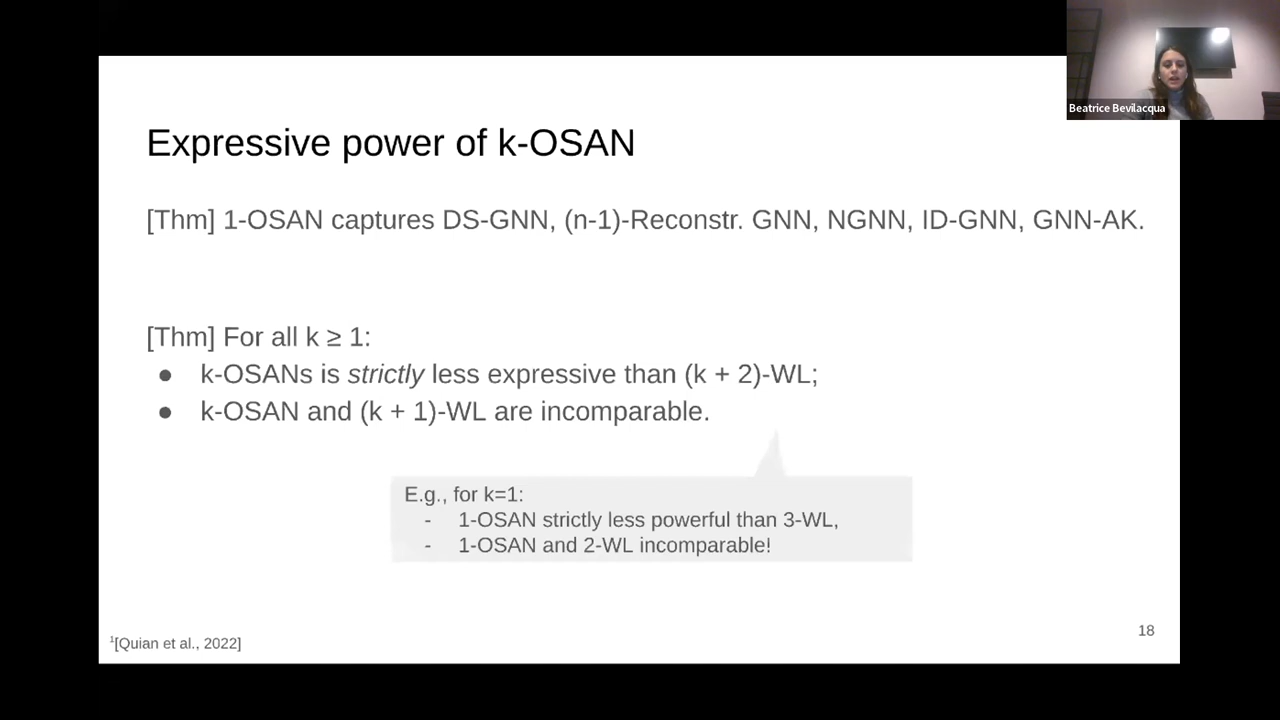 Beatrice Bevilacqua
Expressive power of k-OSAN
[Thm] 1-OSAN captures DS-GNN, (n-1)-Reconstr. GNN, NGNN, ID-GNN, GNN-AK.
[Thm] For all k ≥ 1:
● k-OSANs is strictly less expressive than (k + 2)-WL;
● k-OSAN and (k + 1)-WL are incomparable.
E.g., for k=1:
- 1-OSAN strictly less powerful than 3-WL,
- 1-OSAN and 2-WL incomparable!
18
¹[Quian et al., 2022]